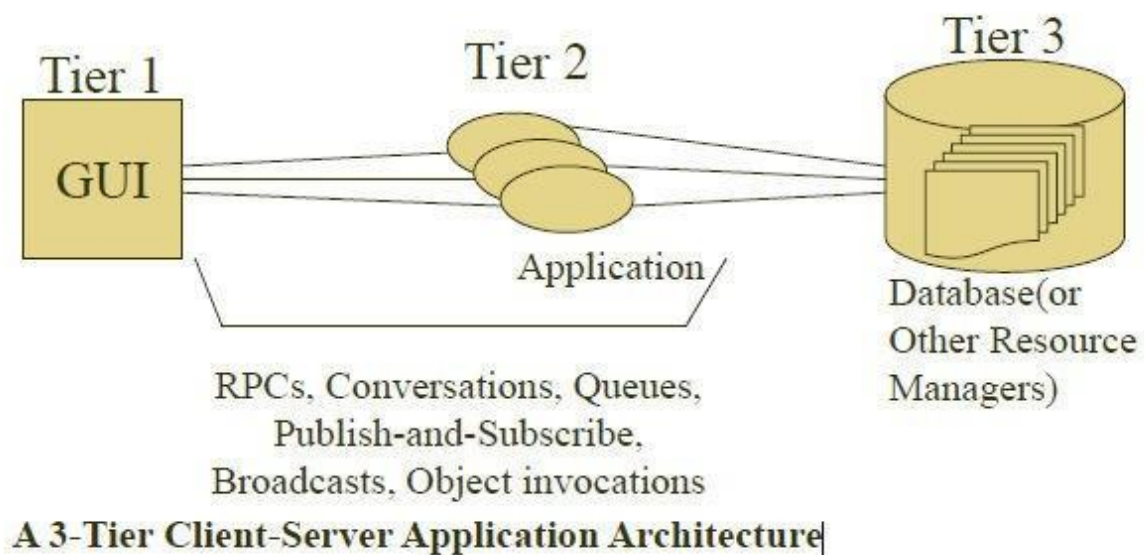 Tier 1
Tier 2
Tier 3
GUI
Application
Database(or
Other Resource
Managers)
RPCs, Conversations, Queues,
Publish-and-Subscribe,
Broadcasts, Object invocations
A 3-Tier Client-Server Application Architecture